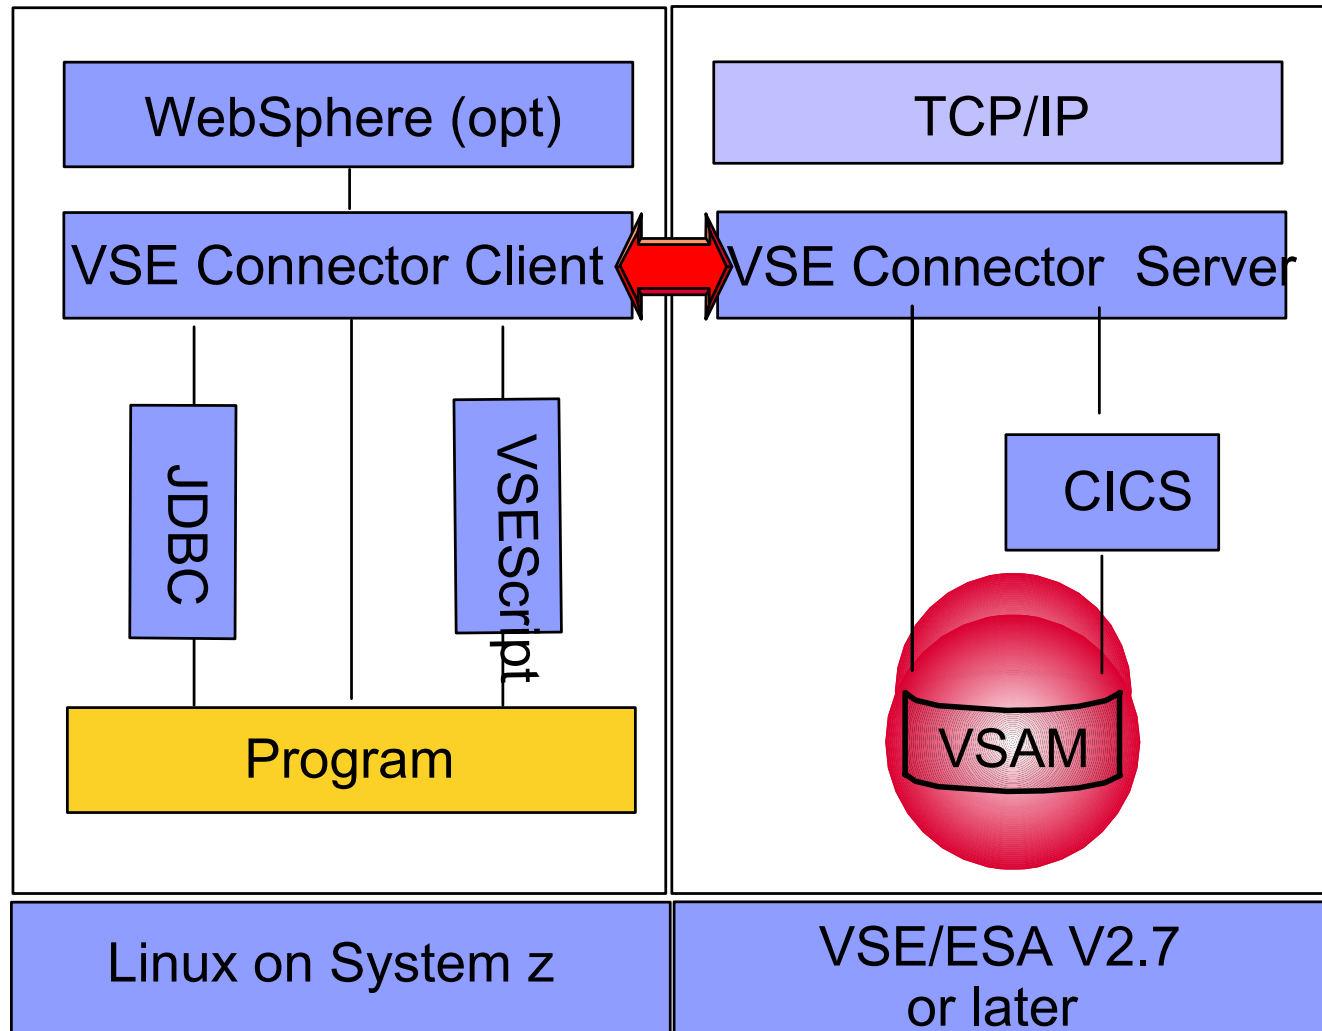 WebSphere (opt)
TCP/IP
VSE Connector Client
VSE Connector  Server
JDBC
VSEScript
CICS
VSAM
Program
Linux on System z
VSE/ESA V2.7
or later